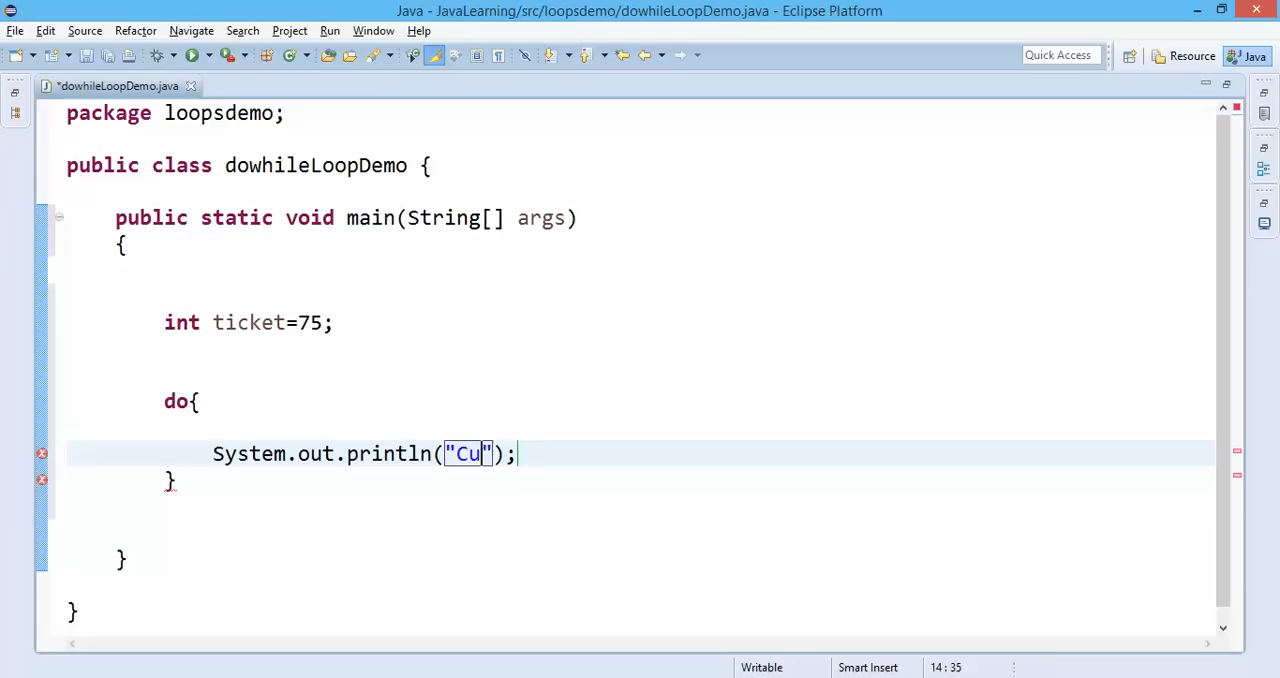 Java - JavaLearning/src/loopsdemo/dowhileLoopDemo.java - Eclipse Platform
File Edit Source Refactor Navigate Search Project Run Window Help
Quick Access Resource Java
*dowhileLoopDemo.java
package loopsdemo;
public class dowhileLoopDemo {
public static void main(String[] args)
{
int ticket=75;
do{
System.out.println("Cu");
}
}
}
Writable Smart Insert 14 : 35